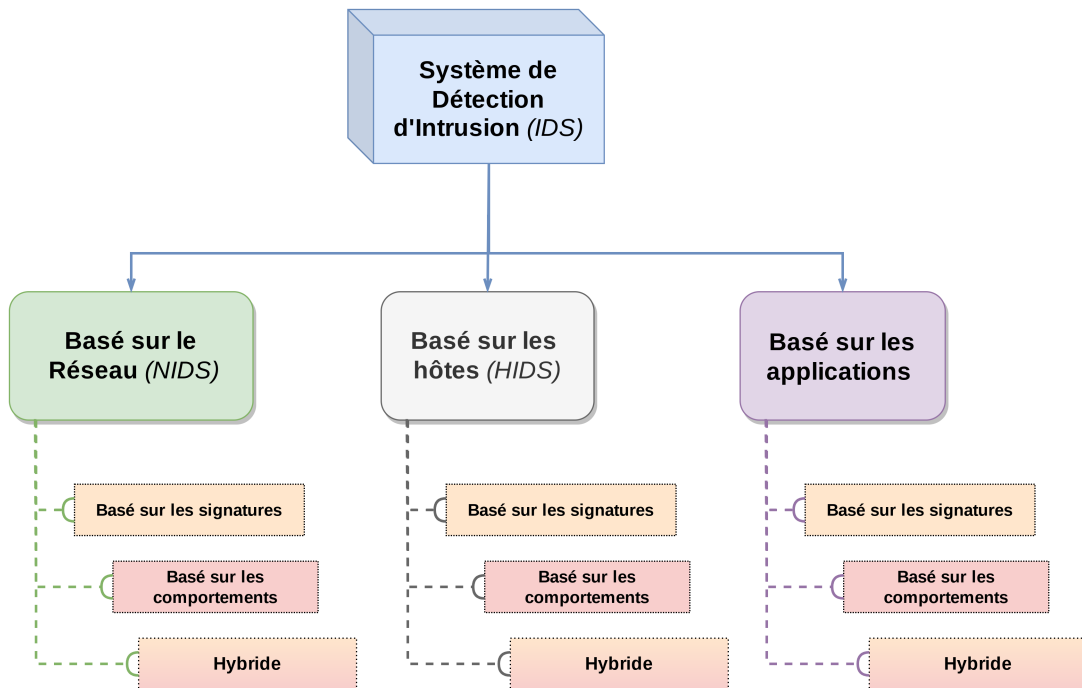 Système de
Détection
d'Intrusion (IDS)
Basé sur le
Réseau (NIDS)
Basé sur les
hôtes (HIDS)
Basé sur les
applications
Basé sur les signatures
Basé sur les
comportements
Hybride
Basé sur les signatures
Basé sur les
comportements
Hybride
Basé sur les signatures
Basé sur les
comportements
Hybride